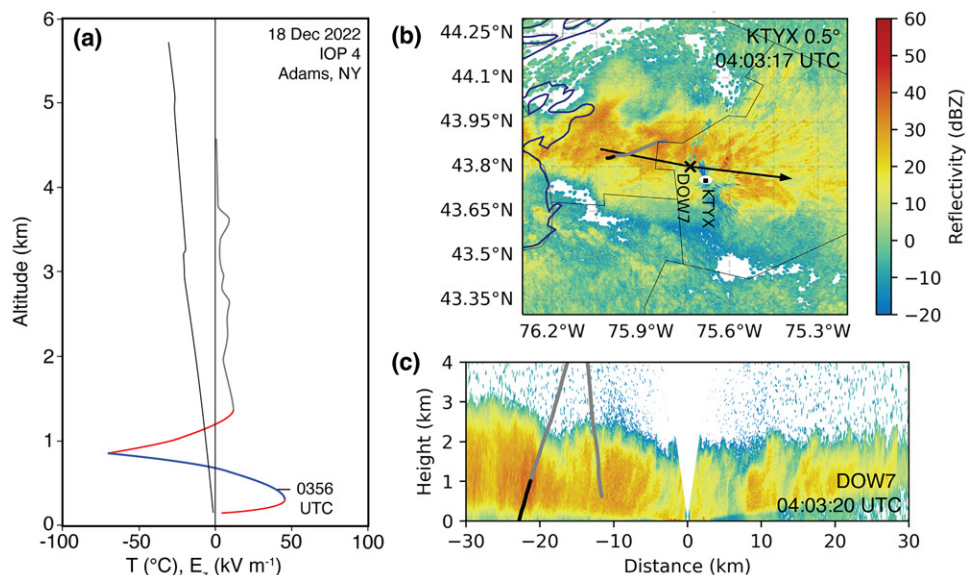 (a)
18 Dec 2022
IOP 4
Adams, NY
0356
UTC
6
5
4
3
2
1
0
Altitude (km)
-100
-50
0
50
100
T (°C), E_z (kV m⁻¹)
(b)
KTYX 0.5°
04:03:17 UTC
44.25°N
44.1°N
43.95°N
43.8°N
43.65°N
43.5°N
43.35°N
DOW7
KTYX
76.2°W
75.9°W
75.6°W
75.3°W
60
50
40
30
20
10
0
−10
−20
Reflectivity (dBZ)
(c)
DOW7
04:03:20 UTC
4
3
2
1
0
Height (km)
−30
−20
−10
0
10
20
30
Distance (km)